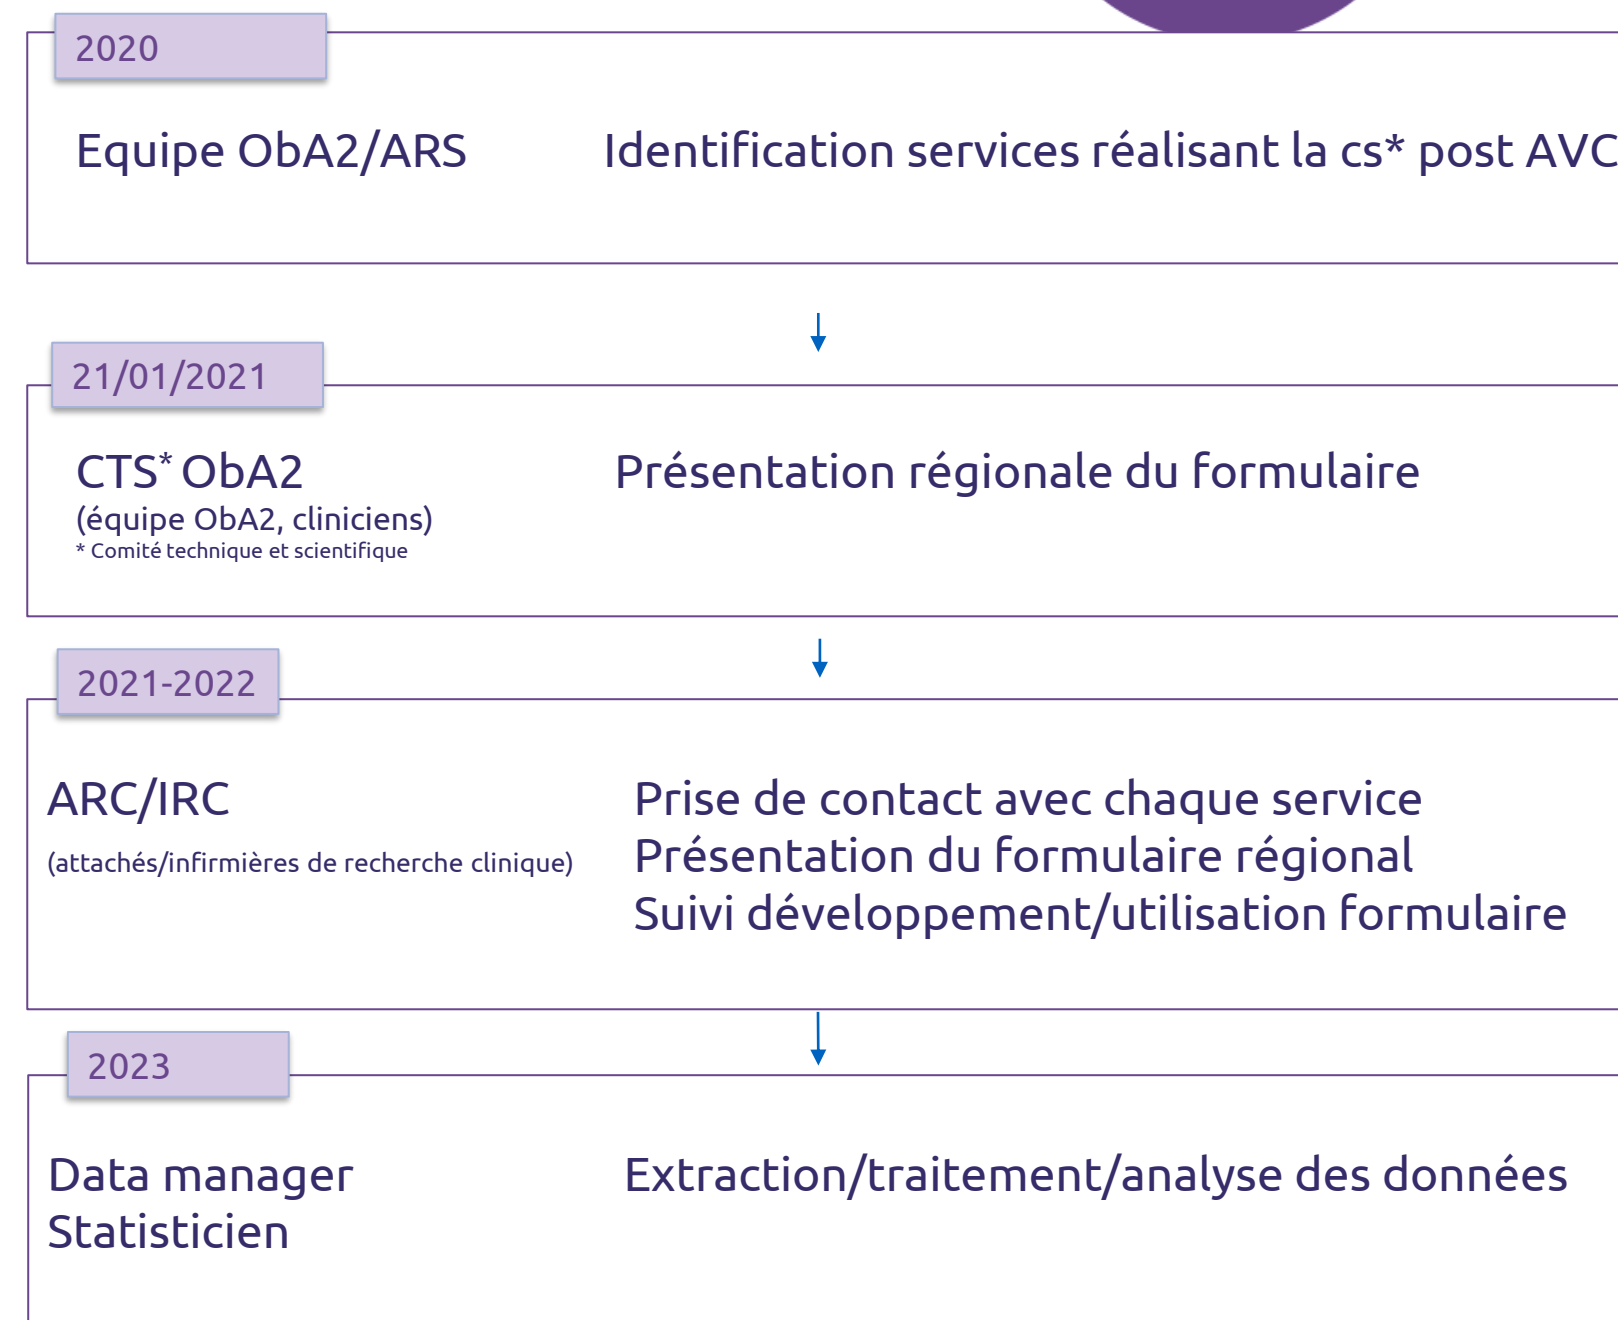 2020
Equipe ObA2/ARS
Identification services réalisant la cs* post AVC
21/01/2021
CTS* ObA2
(équipe ObA2, cliniciens)
* Comité technique et scientifique
Présentation régionale du formulaire
2021-2022
ARC/IRC
(attachés/infirmières de recherche clinique)
Prise de contact avec chaque service
Présentation du formulaire régional
Suivi développement/utilisation formulaire
2023
Data manager
Statisticien
Extraction/traitement/analyse des données